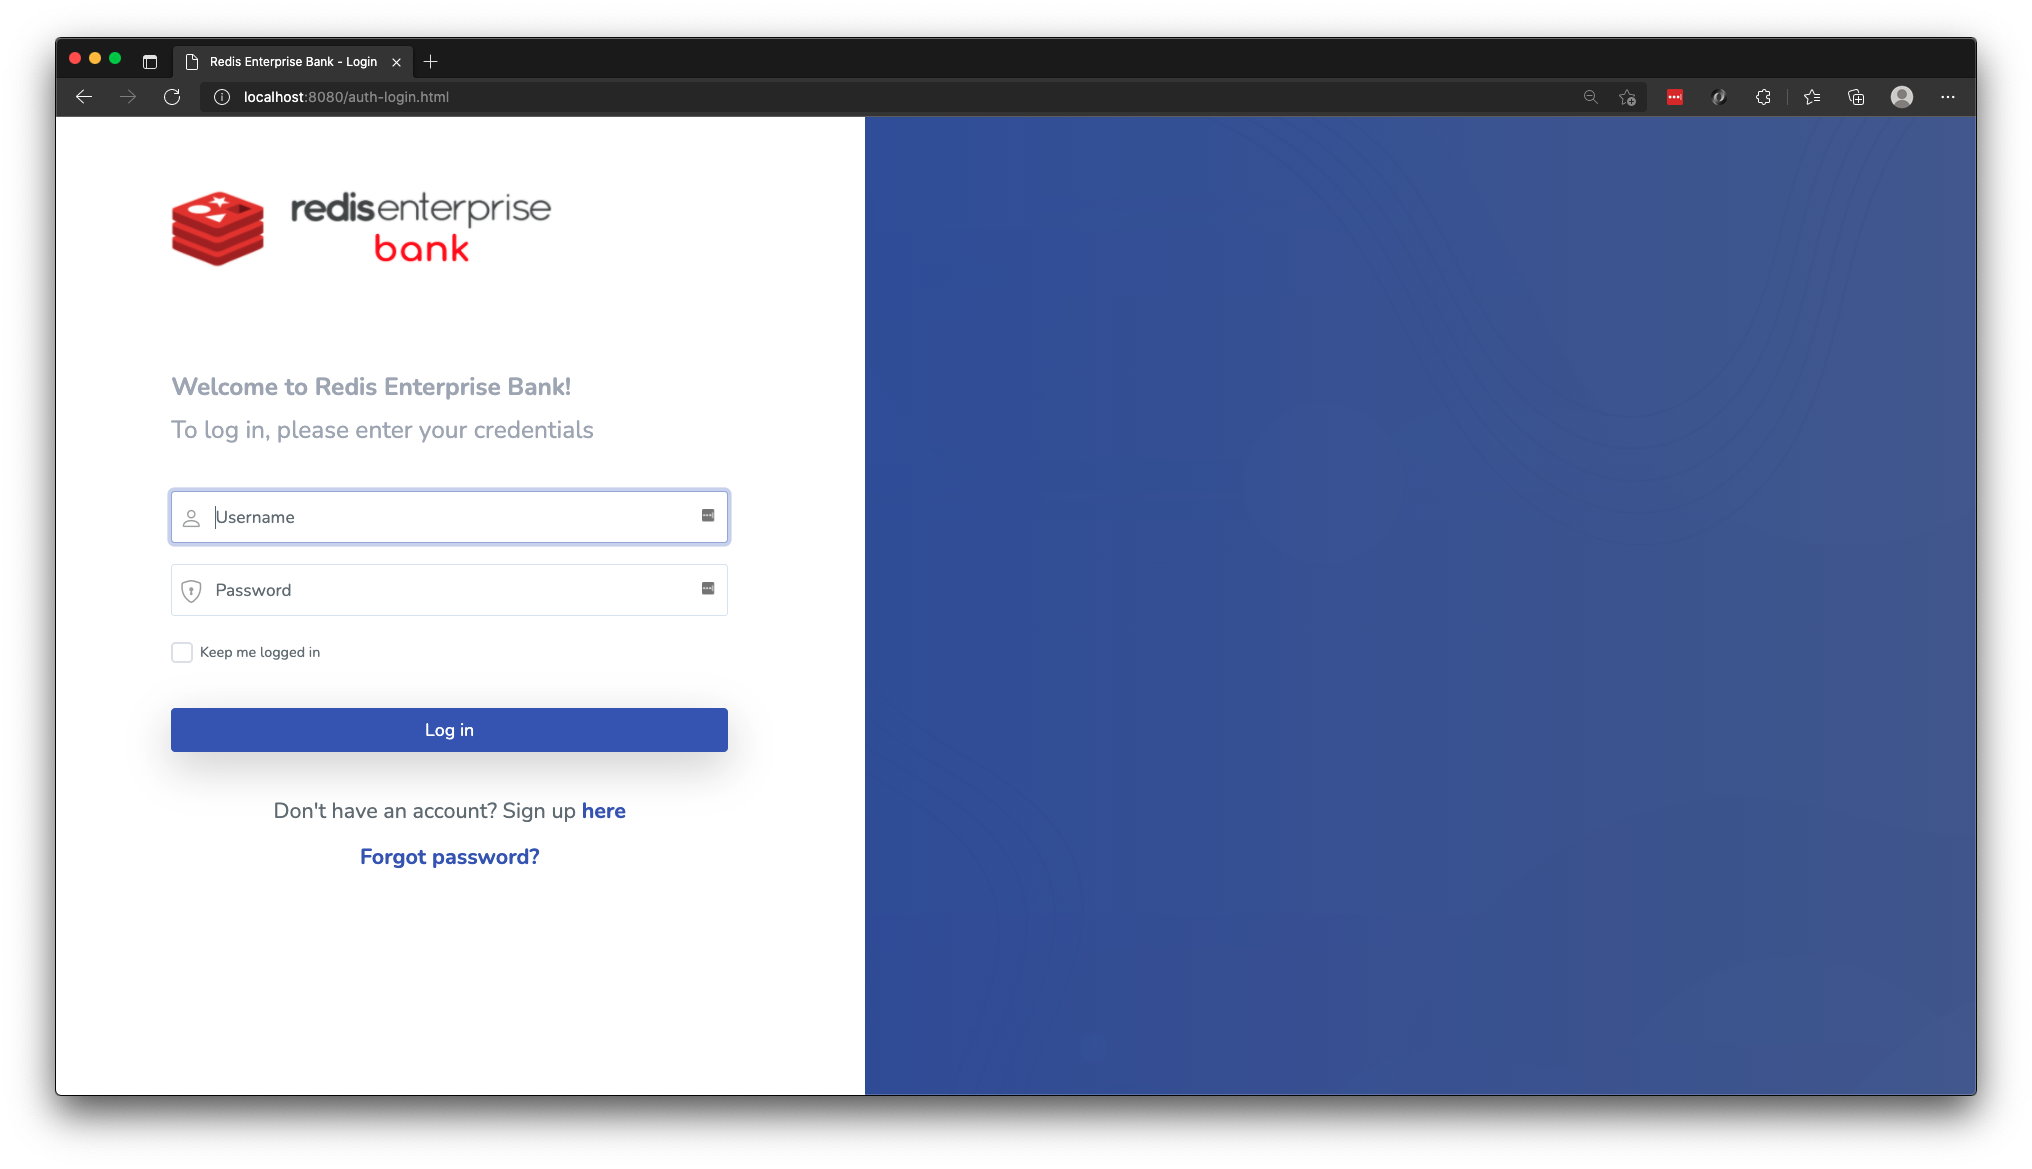 Redis Enterprise Bank - Login
localhost:8080/auth-login.html
redisenterprise
bank
Welcome to Redis Enterprise Bank!
To log in, please enter your credentials
Username
Password
Keep me logged in
Log in
Don't have an account? Sign up here
Forgot password?